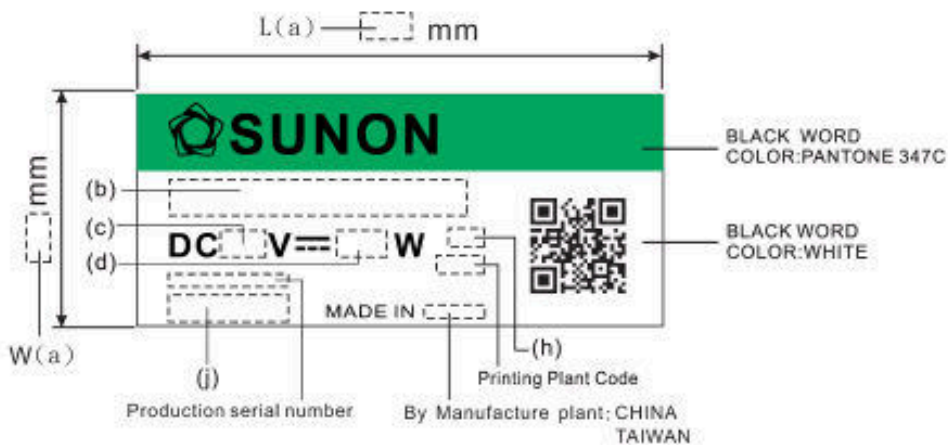 L(a) mm
SUNON
BLACK WORD
COLOR:PANTONE 347C
mm
(b)
(c)
DC V W
(d)
BLACK WORD
COLOR:WHITE
MADE IN
W(a)
(j)
(h)
Printing Plant Code
Production serial number
By Manufacture plant: CHINA
TAIWAN